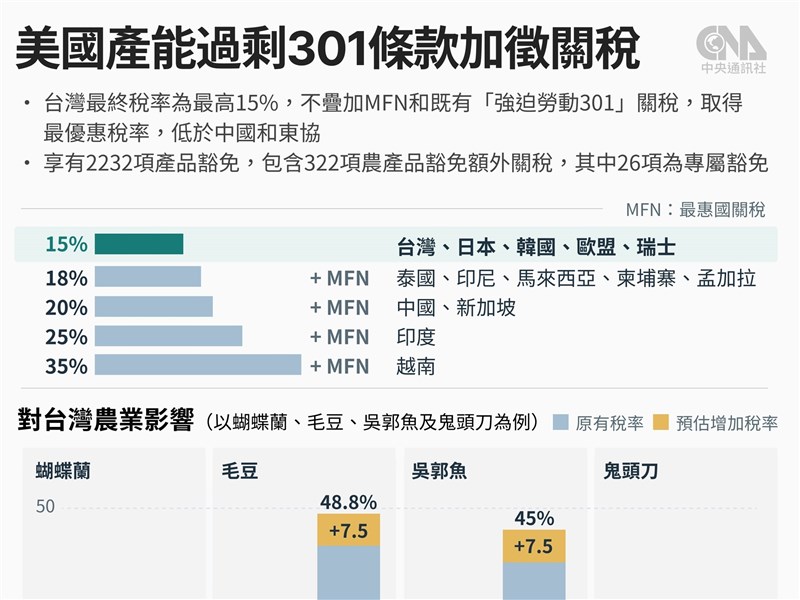 美國產能過剩301條款加徵關稅
CNA
中央通訊社
・台灣最終稅率為最高15%，不疊加MFN和既有「強迫勞動301」關稅，取得
最優惠稅率，低於中國和東協
・享有2232項產品豁免，包含322項農產品豁免額外關稅，其中26項為專屬豁免
MFN：最惠國關稅
15% 台灣、日本、韓國、歐盟、瑞士
18% + MFN 泰國、印尼、馬來西亞、柬埔寨、孟加拉
20% + MFN 中國、新加坡
25% + MFN 印度
35% + MFN 越南
對台灣農業影響（以蝴蝶蘭、毛豆、吳郭魚及鬼頭刀為例） 原有稅率 預估增加稅率
蝴蝶蘭 毛豆 吳郭魚 鬼頭刀
50
48.8%
45%
+7.5
+7.5